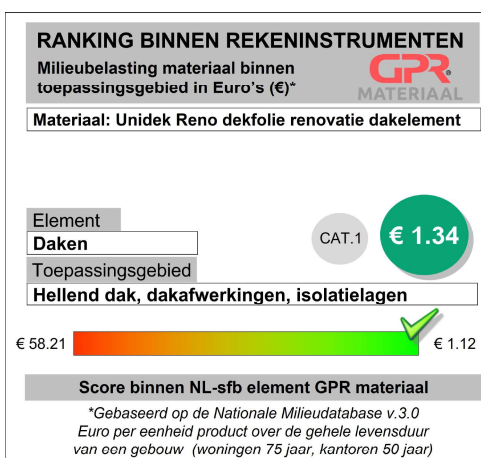 RANKING BINNEN REKENINSTRUMENTEN
Milieubelasting materiaal binnen
toepassingsgebied in Euro's (€)*
GPR®
MATERIAAL
Materiaal: Unidek Reno dekfolie renovatie dakelement
Element
Daken
CAT.1
€ 1.34
Toepassingsgebied
Hellend dak, dakafwerkingen, isolatielagen
€ 58.21
€ 1.12
Score binnen NL-sfb element GPR materiaal
*Gebaseerd op de Nationale Milieudatabase v.3.0
Euro per eenheid product over de gehele levensduur
van een gebouw (woningen 75 jaar, kantoren 50 jaar)